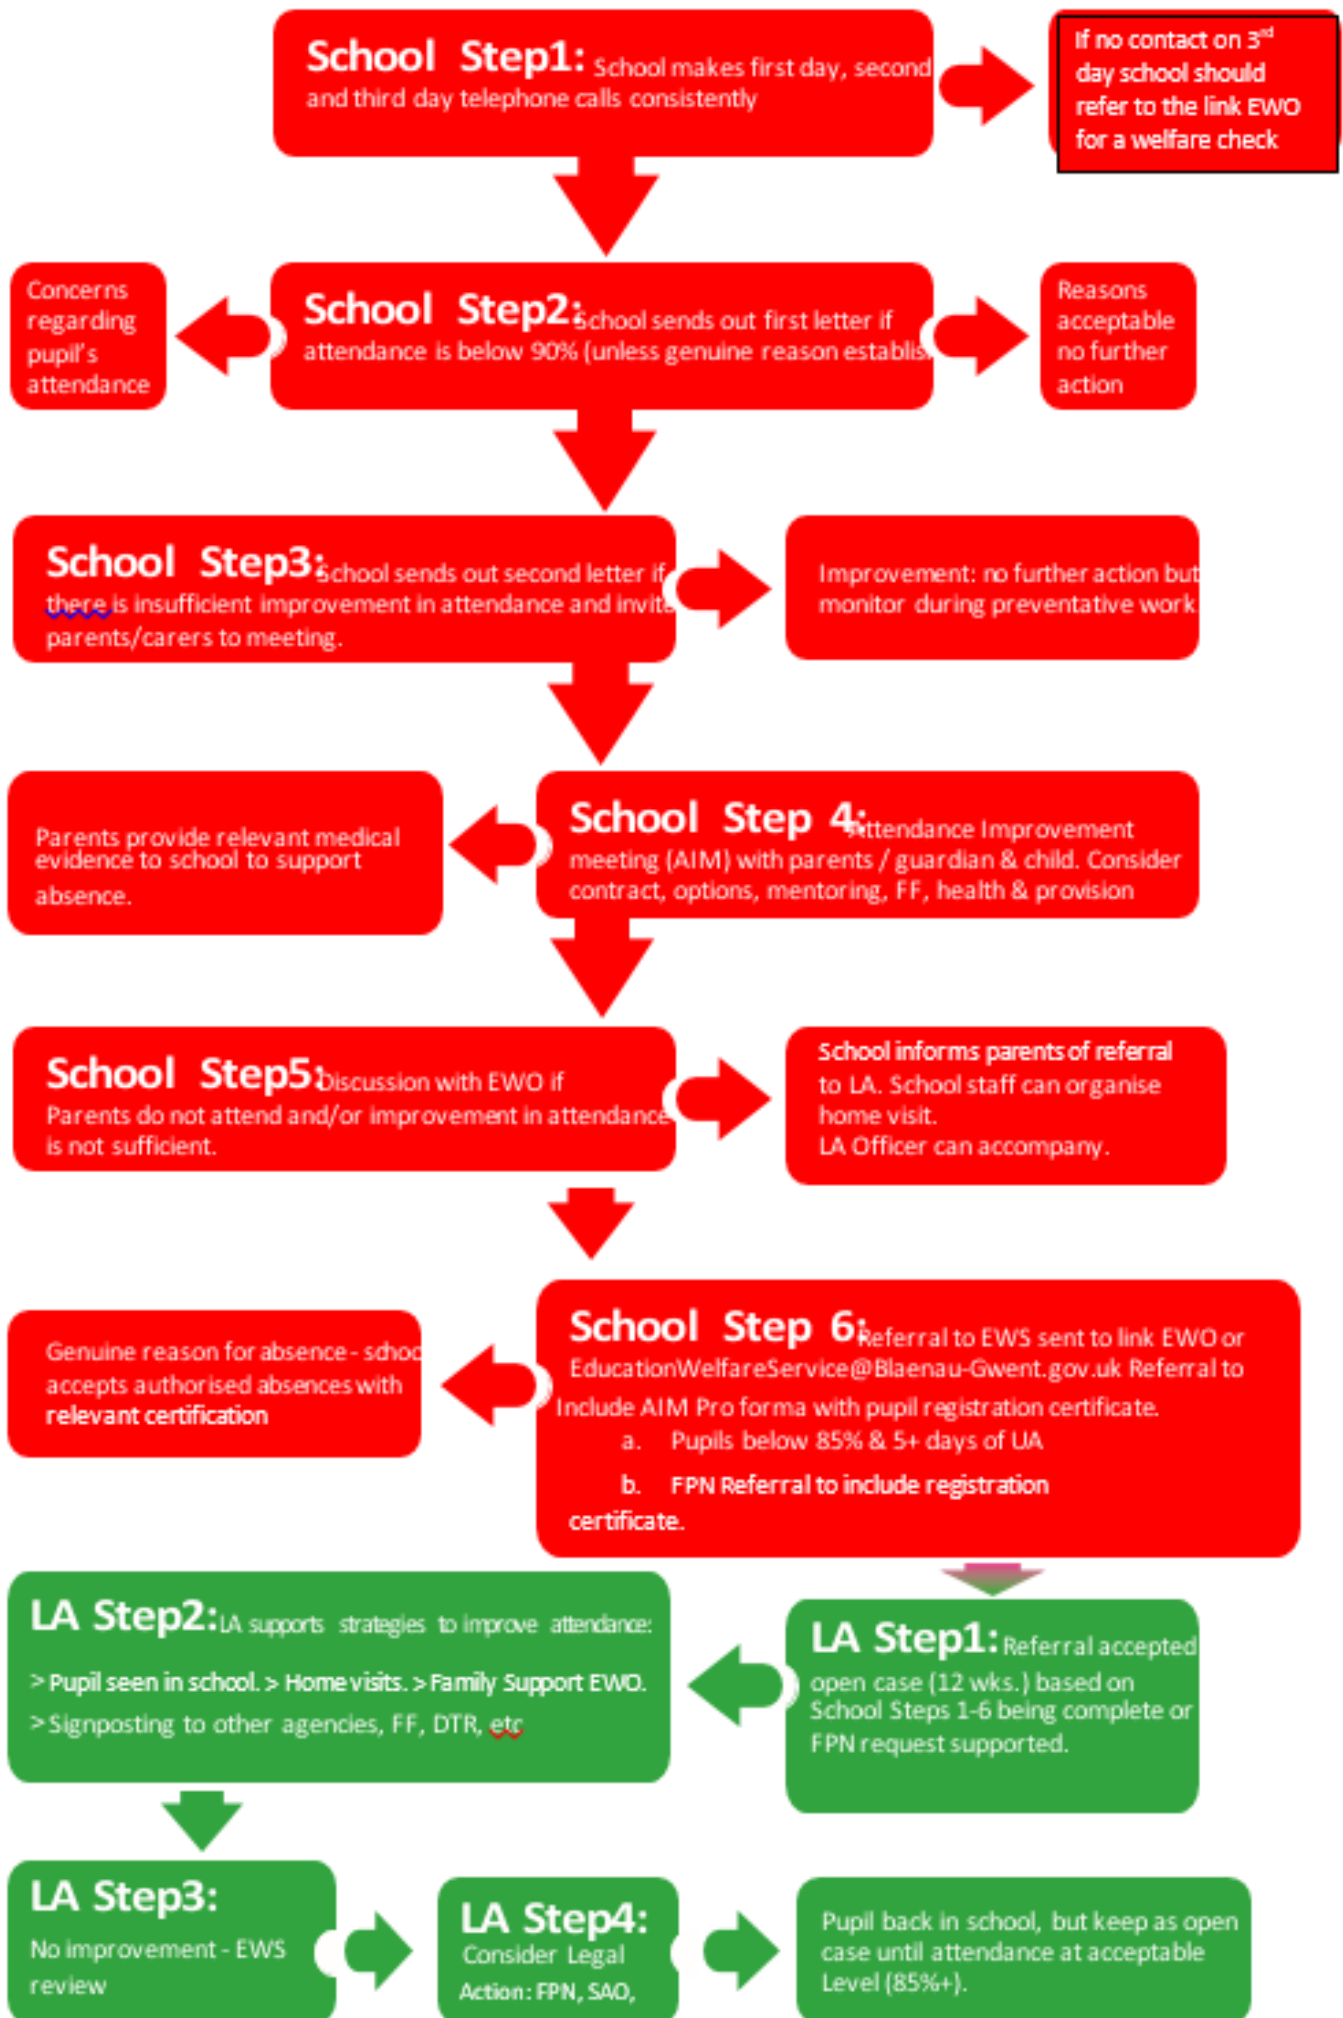 School Step1: School makes first day, second
and third day telephone calls consistently
If no contact on 3rd
day school should
refer to the link EWO
for a welfare check
Concerns
regarding
pupil's
attendance
School Step2: School sends out first letter if
attendance is below 90% (unless genuine reason establis
Reasons
acceptable
no further
action
School Step3: School sends out second letter if
there is insufficient improvement in attendance and invite
parents/carers to meeting.
Improvement: no further action but
monitor during preventative work
Parents provide relevant medical
evidence to school to support
absence.
School Step 4: Attendance Improvement
meeting (AIM) with parents / guardian & child. Consider
contract, options, mentoring, FF, health & provision
School Step5: Discussion with EWO if
Parents do not attend and/or improvement in attendance
is not sufficient.
School informs parents of referral
to LA. School staff can organise
home visit.
LA Officer can accompany.
Genuine reason for absence - schoo
accepts authorised absences with
relevant certification
School Step 6: Referral to EWS sent to link EWO or
EducationWelfareService@Blaenau-Gwent.gov.uk Referral to
Include AIM Pro forma with pupil registration certificate.
a. Pupils below 85% & 5+ days of UA
b. FPN Referral to include registration
certificate.
LA Step1: Referral accepted
open case (12 wks.) based on
School Steps 1-6 being complete or
FPN request supported.
LA Step2: LA supports strategies to improve attendance:
> Pupil seen in school. > Home visits. > Family Support EWO.
> Signposting to other agencies, FF, DTR, etc
LA Step3:
No improvement - EWS
review
LA Step4:
Consider Legal
Action: FPN, SAO,
Pupil back in school, but keep as open
case until attendance at acceptable
Level (85%+).